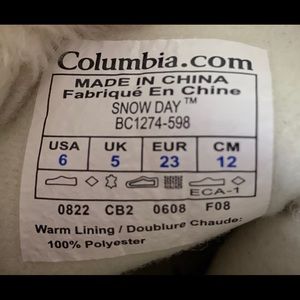 Columbia.com
MADE IN CHINA
Fabriqué En Chine
SNOW DAY™
BC1274-598
USA UK EUR CM
6 5 23 12
ECA-1
0822 CB2 0608 F08
Warm Lining / Doublure Chaude:
100% Polyester